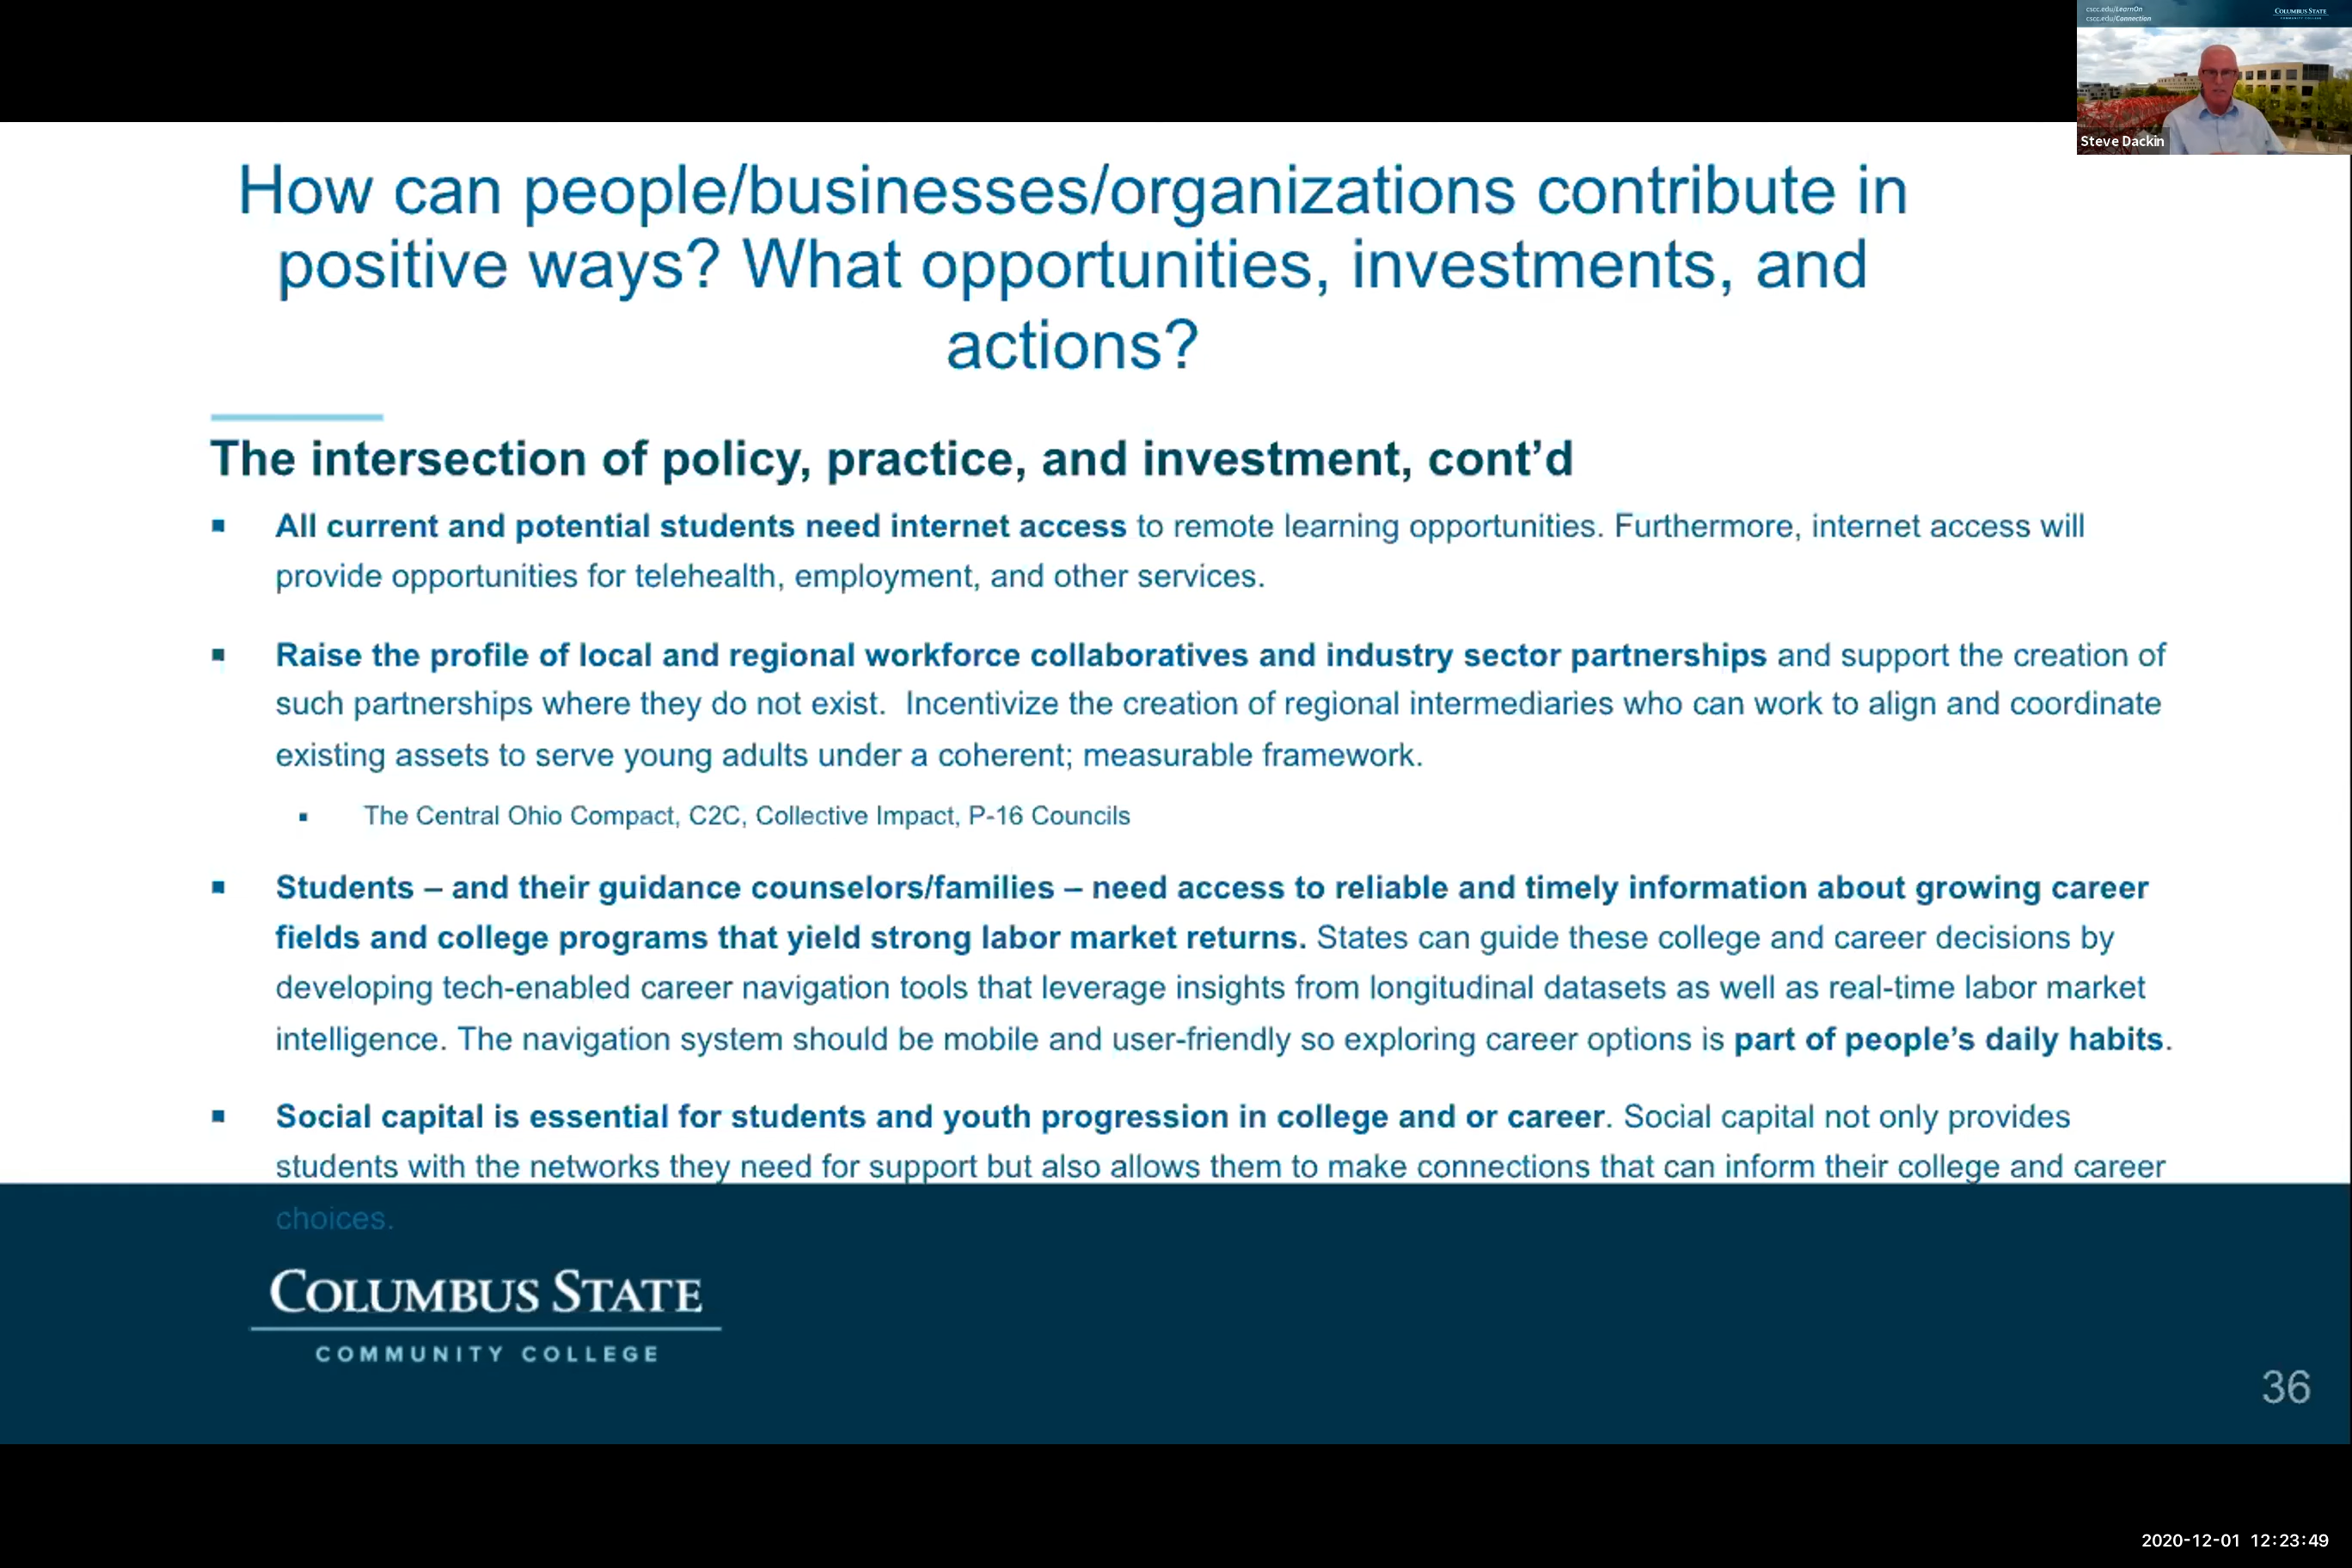 cscc.edu/LearnOn
cscc.edu/Connection
COLUMBUS STATE
COMMUNITY COLLEGE
Steve Dackin
How can people/businesses/organizations contribute in
positive ways? What opportunities, investments, and
actions?
The intersection of policy, practice, and investment, cont’d
▪ All current and potential students need internet access to remote learning opportunities. Furthermore, internet access will
provide opportunities for telehealth, employment, and other services.
▪ Raise the profile of local and regional workforce collaboratives and industry sector partnerships and support the creation of
such partnerships where they do not exist.  Incentivize the creation of regional intermediaries who can work to align and coordinate
existing assets to serve young adults under a coherent; measurable framework.
▪ The Central Ohio Compact, C2C, Collective Impact, P-16 Councils
▪ Students – and their guidance counselors/families – need access to reliable and timely information about growing career
fields and college programs that yield strong labor market returns. States can guide these college and career decisions by
developing tech-enabled career navigation tools that leverage insights from longitudinal datasets as well as real-time labor market
intelligence. The navigation system should be mobile and user-friendly so exploring career options is part of people’s daily habits.
▪ Social capital is essential for students and youth progression in college and or career. Social capital not only provides
students with the networks they need for support but also allows them to make connections that can inform their college and career
choices.
COLUMBUS STATE
COMMUNITY COLLEGE
36
2020-12-01 12:23:49